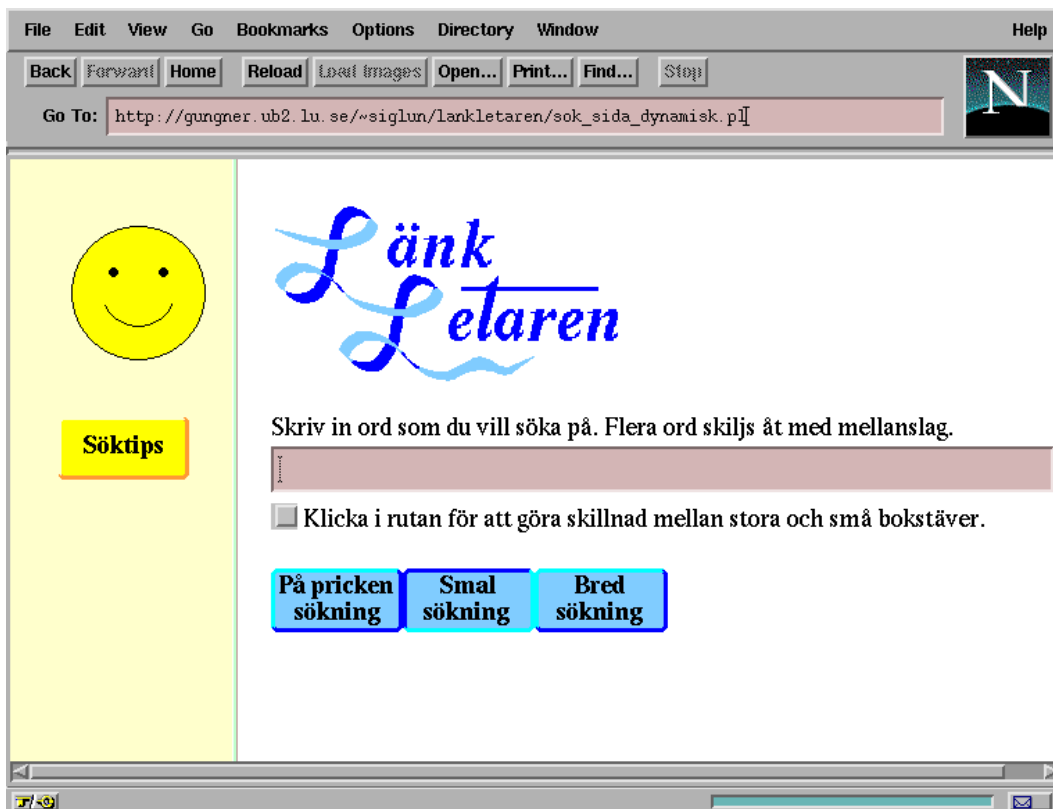 File Edit View Go Bookmarks Options Directory Window Help
Back Forward Home Reload Load Images Open... Print... Find... Stop
N
Go To: http://gungner.ub2.lu.se/~siglun/lankletaren/sok_sida_dynamisk.pl
Länk
Letaren
Söktips
Skriv in ord som du vill söka på. Flera ord skiljs åt med mellanslag.
Klicka i rutan för att göra skillnad mellan stora och små bokstäver.
På pricken sökning
Smal sökning
Bred sökning